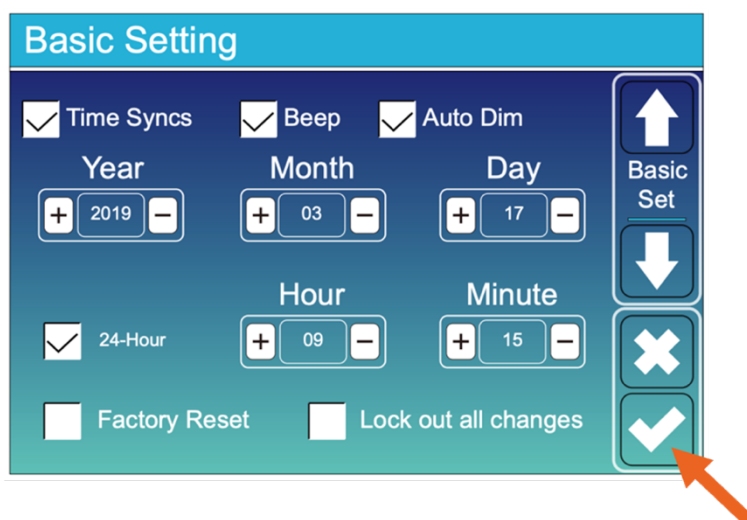 Basic Setting
Time Syncs Beep Auto Dim
Year Month Day
+ 2019 − + 03 − + 17 −
Basic
Set
Hour Minute
24-Hour + 09 − + 15 −
Factory Reset Lock out all changes